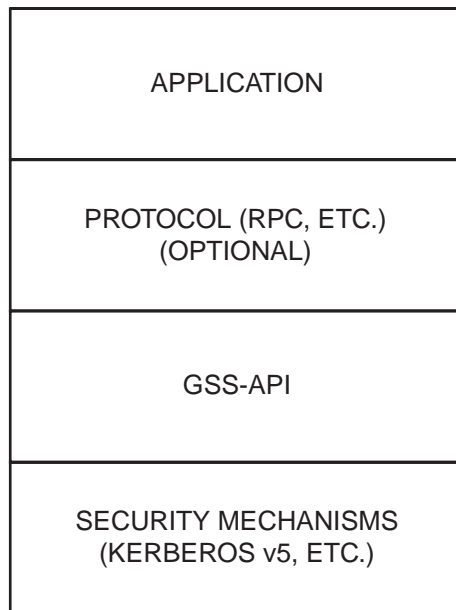 APPLICATION
PROTOCOL (RPC, ETC.)
(OPTIONAL)
GSS-API
SECURITY MECHANISMS
(KERBEROS v5, ETC.)